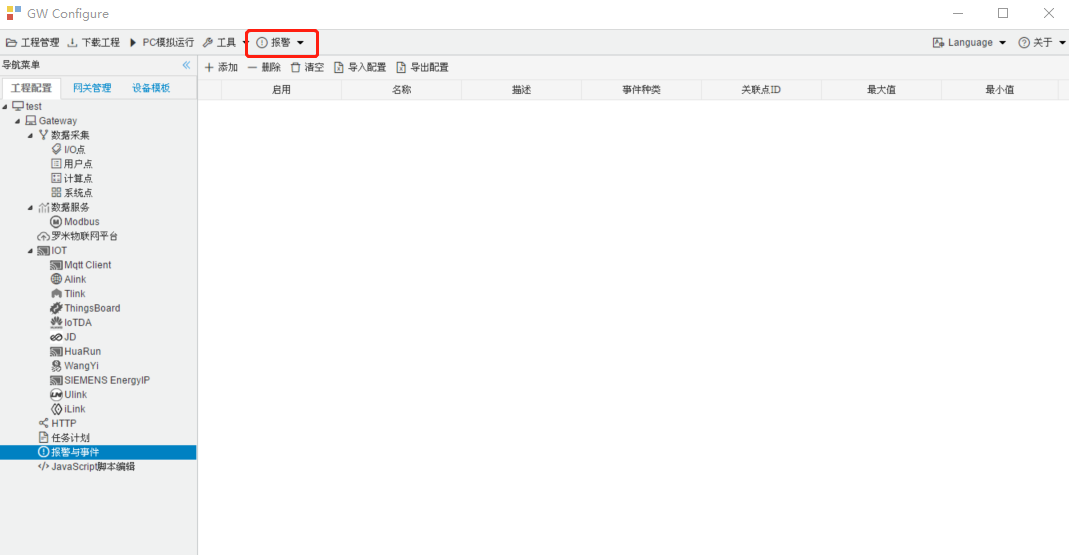 GW Configure
工程管理 下载工程 PC模拟运行 工具 报警 Language 关于
导航菜单
添加 删除 清空 导入配置 导出配置
工程配置 网关管理 设备模板
启用 名称 描述 事件种类 关联点ID 最大值 最小值
test
Gateway
数据采集
I/O点
用户点
计算点
系统点
数据服务
Modbus
罗米物联网平台
IOT
Mqtt Client
Alink
Tlink
ThingsBoard
IoTDA
JD
HuaRun
WangYi
SIEMENS EnergyIP
Ulink
iLink
HTTP
任务计划
报警与事件
JavaScript脚本编辑